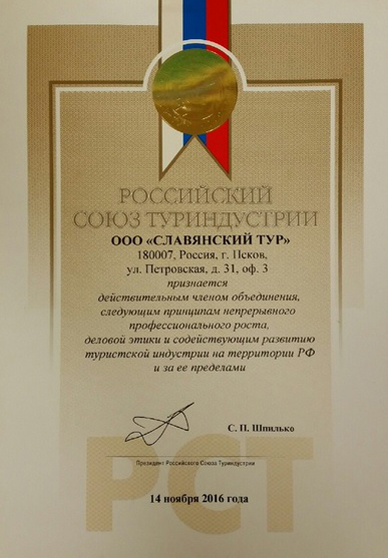 РОССИЙСКИЙ
СОЮЗ ТУРИНДУСТРИИ
ООО «СЛАВЯНСКИЙ ТУР»
180007, Россия, г. Псков,
ул. Петровская, д. 31, оф. 3
признается
действительным членом объединения,
следующим принципам непрерывного
профессионального роста,
деловой этики и содействующим развитию
туристской индустрии на территории РФ
и за ее пределами
С. П. Шпилько
РСТ
Президент Российского Союза Туриндустрии
14 ноября 2016 года